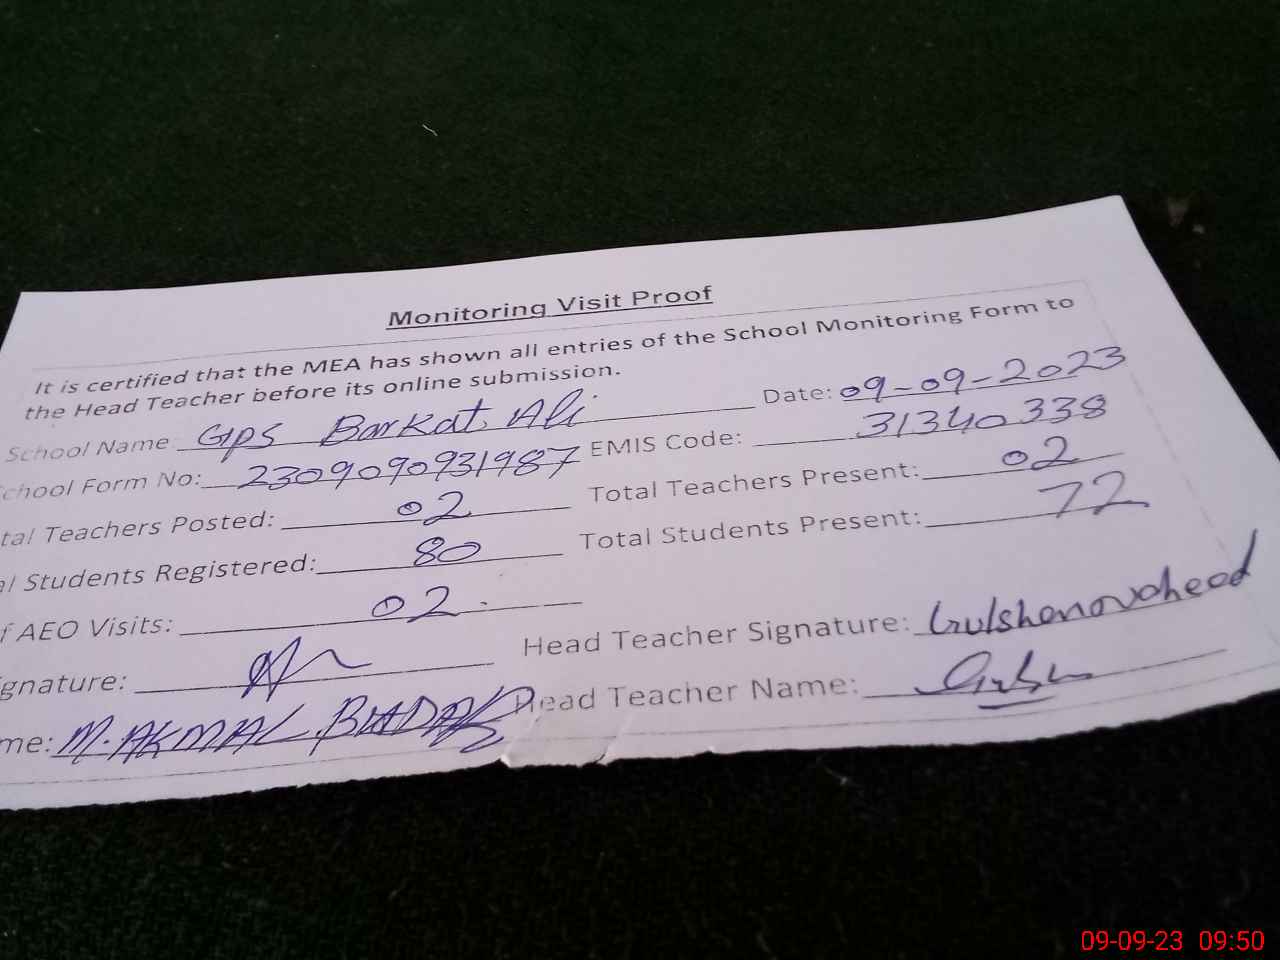 Monitoring Visit Proof
It is certified that the MEA has shown all entries of the School Monitoring Form to
the Head Teacher before its online submission.
School Name GPS Barkat Ali Date: 09-09-2023
chool Form No: 2309090931987 EMIS Code: 31340338
tal Teachers Posted: 02 Total Teachers Present: 02
al Students Registered: 80 Total Students Present: 72
f AEO Visits: 02
gnature: Head Teacher Signature: Gulshanovaheed
me: M. AKMAL Head Teacher Name:
09-09-23 09:50